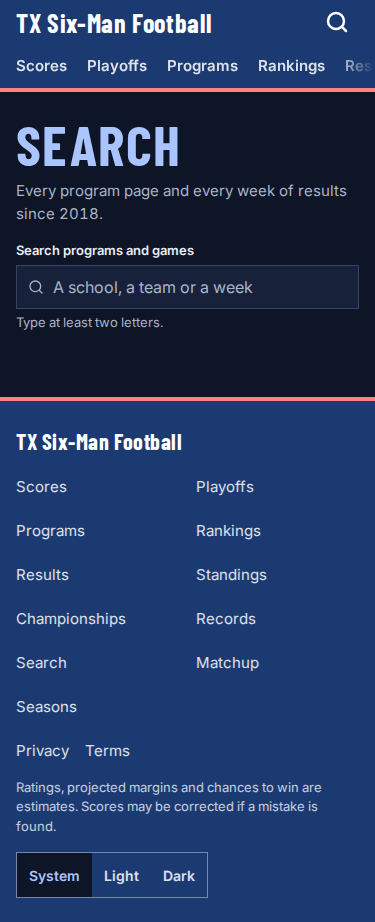 TX Six-Man Football
Scores Playoffs Programs Rankings Res
SEARCH
Every program page and every week of results
since 2018.
Search programs and games
A school, a team or a week
Type at least two letters.
TX Six-Man Football
Scores Playoffs
Programs Rankings
Results Standings
Championships Records
Search Matchup
Seasons
Privacy Terms
Ratings, projected margins and chances to win are
estimates. Scores may be corrected if a mistake is
found.
System Light Dark